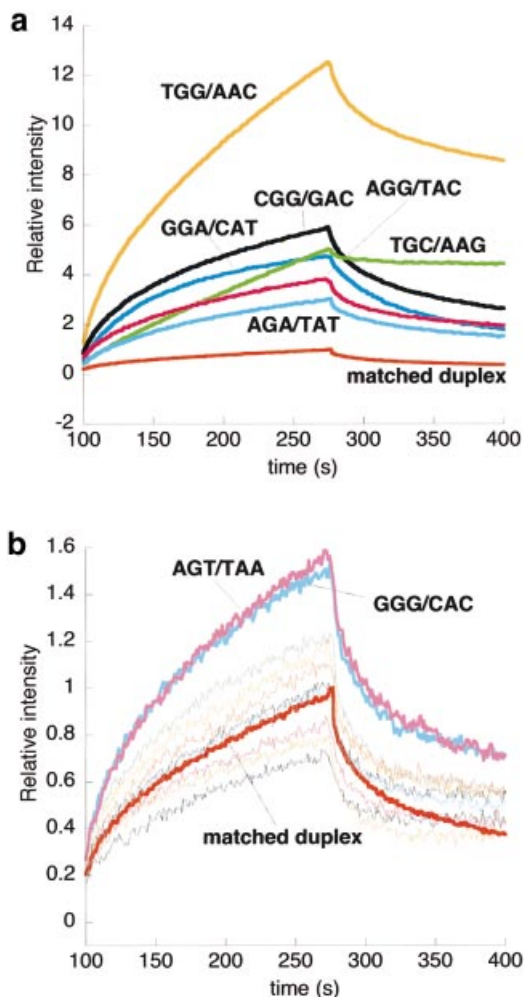 a
14
12
10
8
6
4
2
0
-2
Relative intensity
TGG/AAC
CGG/GAC
AGG/TAC
GGA/CAT
TGC/AAG
AGA/TAT
matched duplex
100 150 200 250 300 350 400
time (s)
b
1.6
1.4
1.2
1
0.8
0.6
0.4
0.2
0
Relative intensity
AGT/TAA
GGG/CAC
matched duplex
100 150 200 250 300 350 400
time (s)